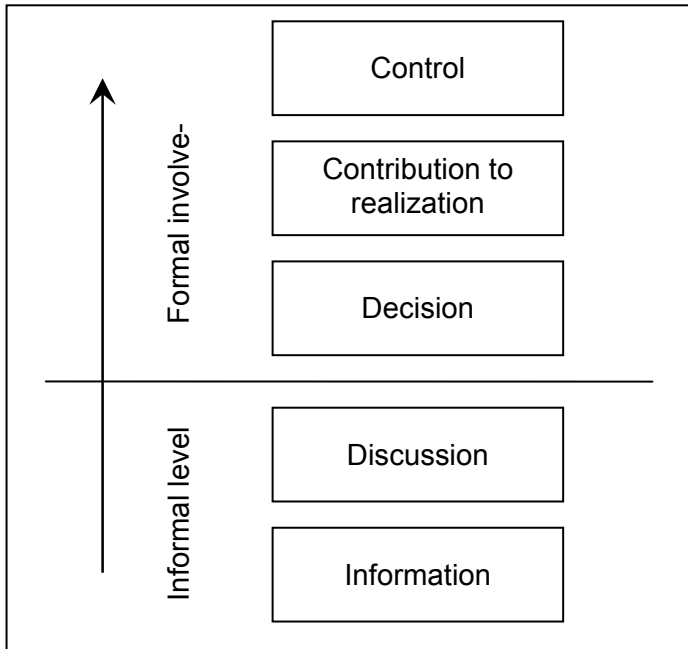 Control
Contribution to
realization
Formal involve-
Decision
Discussion
Informal level
Information